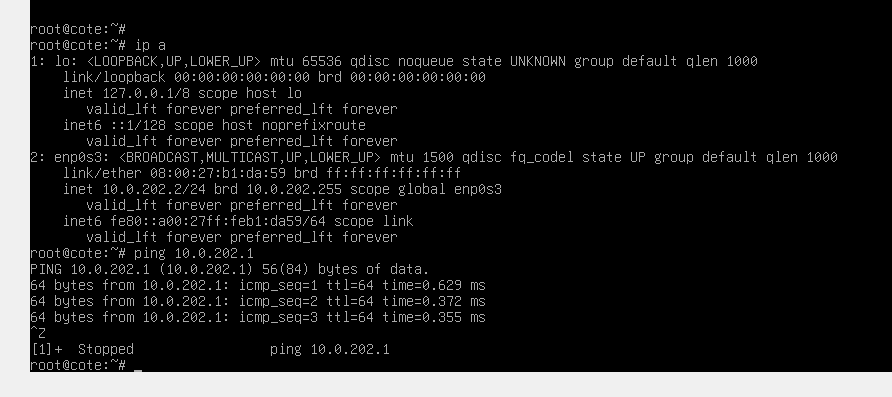 root@cote:~#
root@cote:~# ip a
1: lo: <LOOPBACK,UP,LOWER_UP> mtu 65536 qdisc noqueue state UNKNOWN group default qlen 1000
    link/loopback 00:00:00:00:00:00 brd 00:00:00:00:00:00
    inet 127.0.0.1/8 scope host lo
       valid_lft forever preferred_lft forever
    inet6 ::1/128 scope host noprefixroute
       valid_lft forever preferred_lft forever
2: enp0s3: <BROADCAST,MULTICAST,UP,LOWER_UP> mtu 1500 qdisc fq_codel state UP group default qlen 1000
    link/ether 08:00:27:b1:da:59 brd ff:ff:ff:ff:ff:ff
    inet 10.0.202.2/24 brd 10.0.202.255 scope global enp0s3
       valid_lft forever preferred_lft forever
    inet6 fe80::a00:27ff:feb1:da59/64 scope link
       valid_lft forever preferred_lft forever
root@cote:~# ping 10.0.202.1
PING 10.0.202.1 (10.0.202.1) 56(84) bytes of data.
64 bytes from 10.0.202.1: icmp_seq=1 ttl=64 time=0.629 ms
64 bytes from 10.0.202.1: icmp_seq=2 ttl=64 time=0.372 ms
64 bytes from 10.0.202.1: icmp_seq=3 ttl=64 time=0.355 ms
^Z
[1]+  Stopped                 ping 10.0.202.1
root@cote:~# _